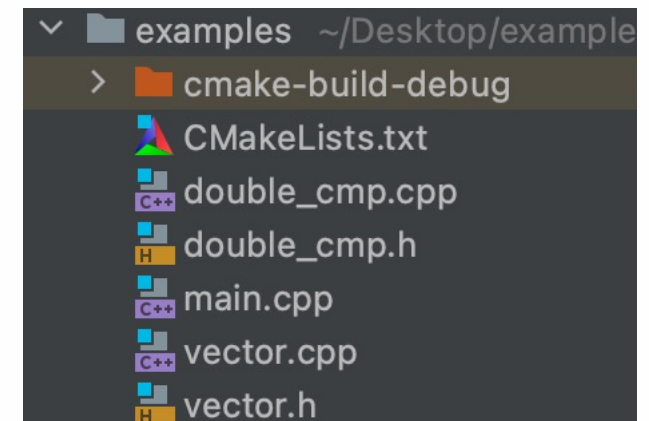 examples ~/Desktop/example
cmake-build-debug
CMakeLists.txt
C++ double_cmp.cpp
H double_cmp.h
C++ main.cpp
C++ vector.cpp
H vector.h